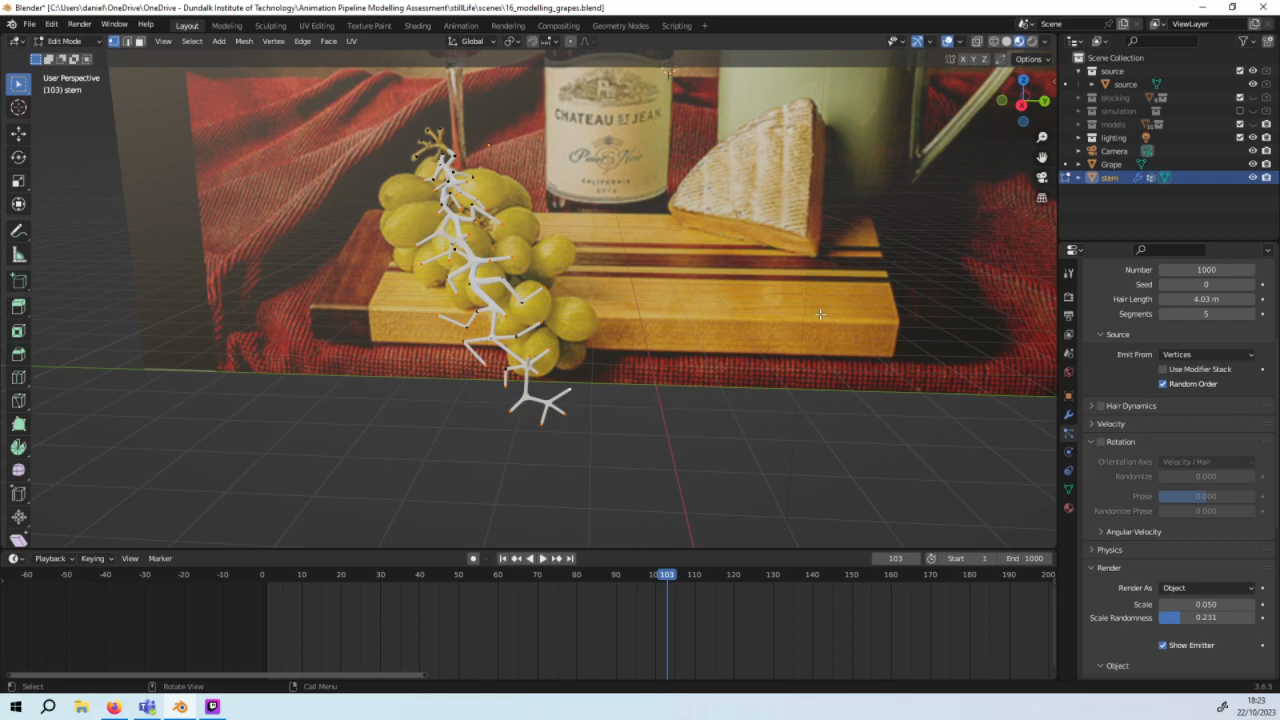 Blender* [C:\Users\daniel\OneDrive\OneDrive - Dundalk Institute of Technology\Animation Pipeline Modelling Assessment\stillLife\scenes\16_modelling_grapes.blend]
File Edit Render Window Help Layout Modeling Sculpting UV Editing Texture Paint Shading Animation Rendering Compositing Geometry Nodes Scripting + Scene ViewLayer
Edit Mode View Select Add Mesh Vertex Edge Face UV Global
X Y Z Options
User Perspective
(103) stem
Z
Y
X
CHATEAU ST JEAN
Pinot Noir
CALIFORNIA
Scene Collection
source
source
blocking
simulation
models
lighting
Camera
Grape
stem
Number 1000
Seed 0
Hair Length 4.03 m
Segments 5
Source
Emit From Vertices
Use Modifier Stack
Random Order
Hair Dynamics
Velocity
Rotation
Orientation Axis Velocity / Hair
Randomize 0.000
Phase 0.000
Randomize Phase 0.000
Angular Velocity
Physics
Render
Render As Object
Scale 0.050
Scale Randomness 0.231
Show Emitter
Object
Playback Keying View Marker 103 Start 1 End 1000
-60 -50 -40 -30 -20 -10 0 10 20 30 40 50 60 70 80 90 103 110 120 130 140 150 160 170 180 190 200
Select Rotate View Call Menu 3.6.5
18:23
22/10/2023